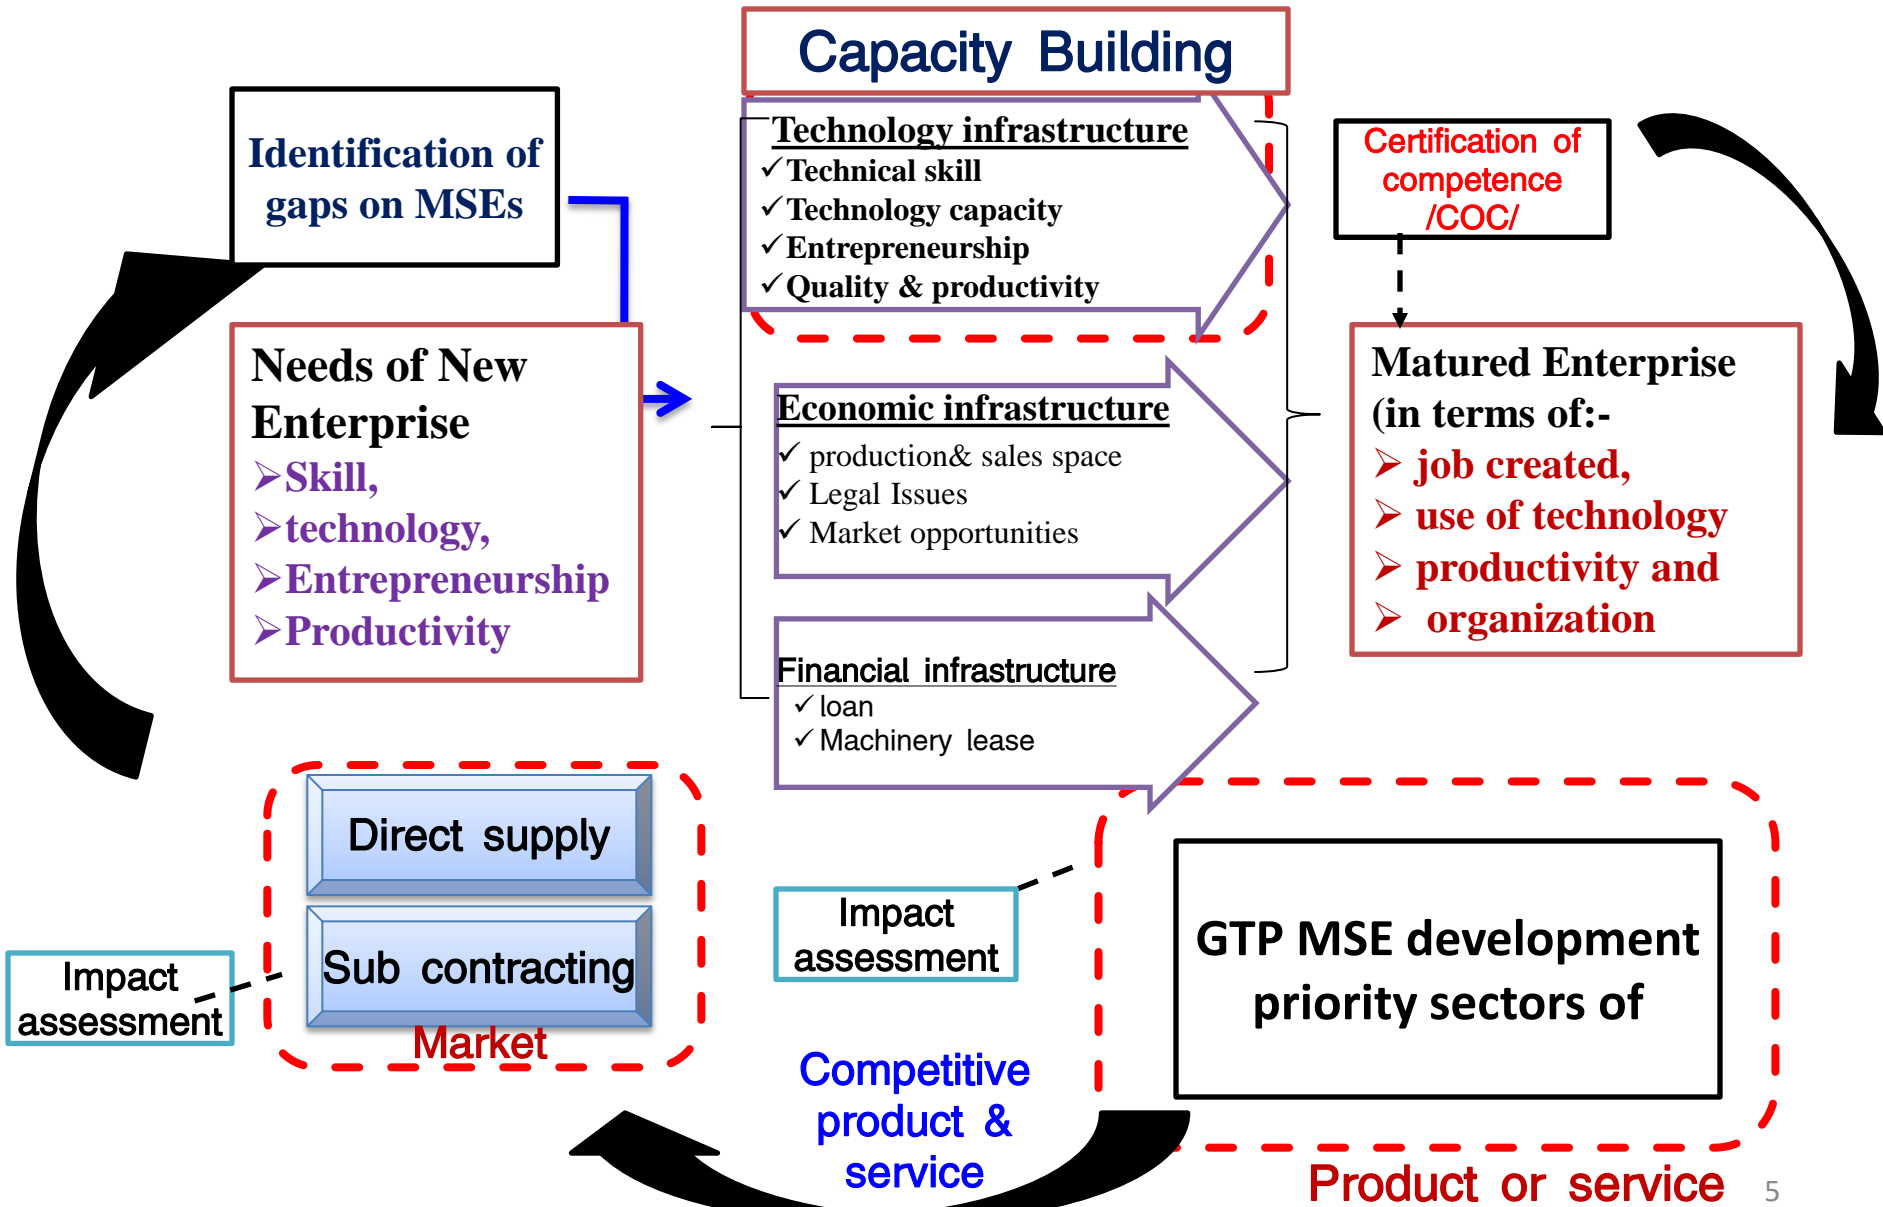 Capacity Building
Identification of
gaps on MSEs
Needs of New
Enterprise
Skill,
technology,
Entrepreneurship
Productivity
Technology infrastructure
Technical skill
Technology capacity
Entrepreneurship
Quality & productivity
Economic infrastructure
production& sales space
Legal Issues
Market opportunities
Financial infrastructure
loan
Machinery lease
Certification of
competence
/COC/
Matured Enterprise
(in terms of:-
job created,
use of technology
productivity and
organization
Direct supply
Sub contracting
Market
Impact
assessment
Impact
assessment
GTP MSE development
priority sectors of
Competitive
product &
service
Product or service
5